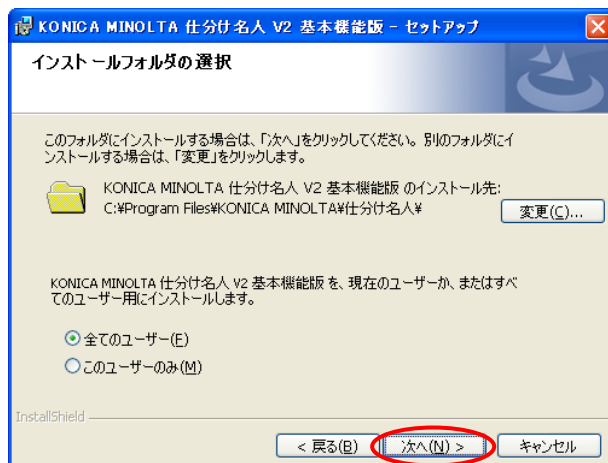 KONICA MINOLTA 仕分け名人 V2 基本機能版 - セットアップ
インストールフォルダの選択
このフォルダにインストールする場合は、「次へ」をクリックしてください。別のフォルダにイ
ンストールする場合は、「変更」をクリックします。
KONICA MINOLTA 仕分け名人 V2 基本機能版 のインストール先:
C:¥Program Files¥KONICA MINOLTA¥仕分け名人¥
変更(C)...
KONICA MINOLTA 仕分け名人 V2 基本機能版 を、現在のユーザーか、またはすべ
てのユーザー用にインストールします。
全てのユーザー(E)
このユーザーのみ(M)
InstallShield
< 戻る(B)
次へ(N) >
キャンセル